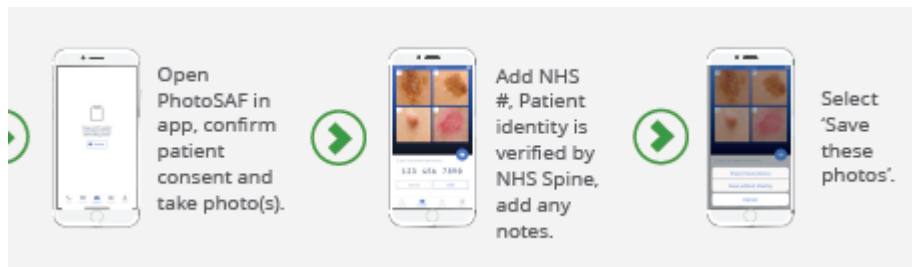 Open
PhotoSAF in
app, confirm
patient
consent and
take photo(s).
Add NHS
#, Patient
identity is
verified by
NHS Spine,
add any
notes.
Select
‘Save
these
photos’.